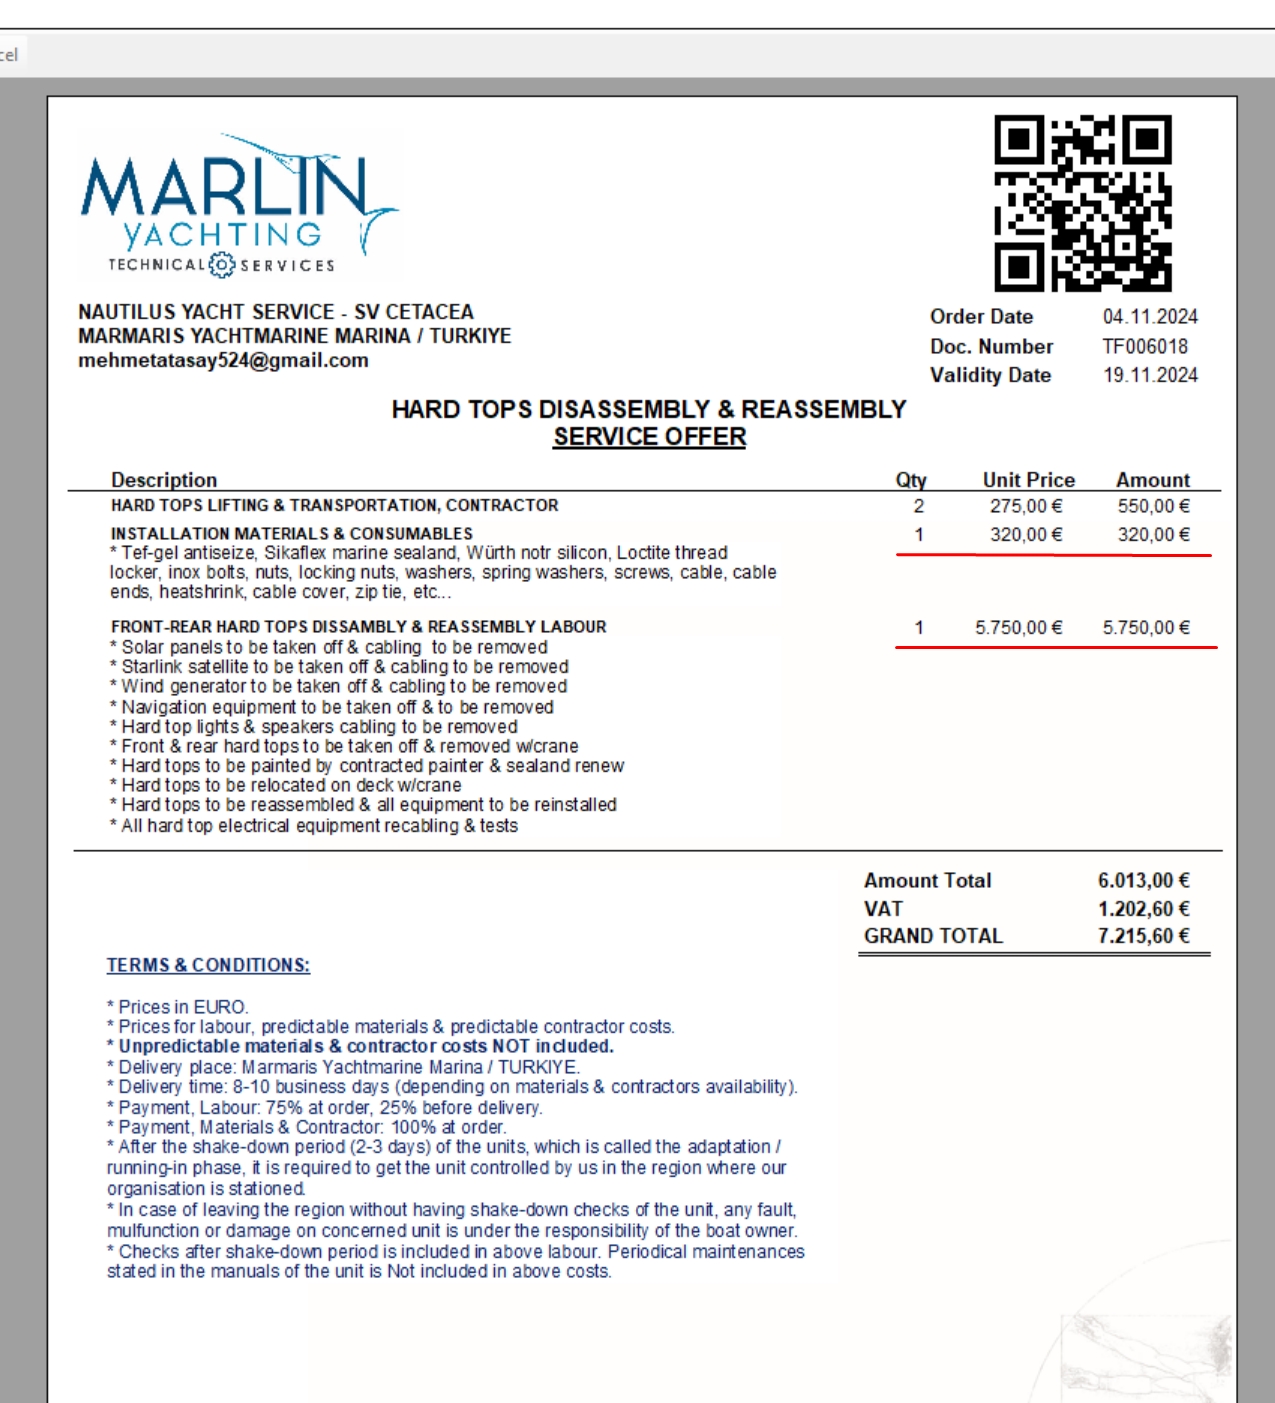 cel
MARLIN
YACHTING
TECHNICAL SERVICES
NAUTILUS YACHT SERVICE - SV CETACEA
MARMARIS YACHTMARINE MARINA / TURKIYE
mehmetatasay524@gmail.com
Order Date 04.11.2024
Doc. Number TF006018
Validity Date 19.11.2024
HARD TOPS DISASSEMBLY & REASSEMBLY
SERVICE OFFER
Description Qty Unit Price Amount
HARD TOPS LIFTING & TRANSPORTATION, CONTRACTOR 2 275,00 € 550,00 €
INSTALLATION MATERIALS & CONSUMABLES 1 320,00 € 320,00 €
* Tef-gel antiseize, Sikaflex marine sealand, Würth notr silicon, Loctite thread
locker, inox bolts, nuts, locking nuts, washers, spring washers, screws, cable, cable
ends, heatshrink, cable cover, zip tie, etc...
FRONT-REAR HARD TOPS DISSAMBLY & REASSEMBLY LABOUR 1 5.750,00 € 5.750,00 €
* Solar panels to be taken off & cabling to be removed
* Starlink satellite to be taken off & cabling to be removed
* Wind generator to be taken off & cabling to be removed
* Navigation equipment to be taken off & to be removed
* Hard top lights & speakers cabling to be removed
* Front & rear hard tops to be taken off & removed w/crane
* Hard tops to be painted by contracted painter & sealand renew
* Hard tops to be relocated on deck w/crane
* Hard tops to be reassembled & all equipment to be reinstalled
* All hard top electrical equipment recabling & tests
Amount Total 6.013,00 €
VAT 1.202,60 €
GRAND TOTAL 7.215,60 €
TERMS & CONDITIONS:
* Prices in EURO.
* Prices for labour, predictable materials & predictable contractor costs.
* Unpredictable materials & contractor costs NOT included.
* Delivery place: Marmaris Yachtmarine Marina / TURKIYE.
* Delivery time: 8-10 business days (depending on materials & contractors availability).
* Payment, Labour: 75% at order, 25% before delivery.
* Payment, Materials & Contractor: 100% at order.
* After the shake-down period (2-3 days) of the units, which is called the adaptation /
running-in phase, it is required to get the unit controlled by us in the region where our
organisation is stationed.
* In case of leaving the region without having shake-down checks of the unit, any fault,
mulfunction or damage on concerned unit is under the responsibility of the boat owner.
* Checks after shake-down period is included in above labour. Periodical maintenances
stated in the manuals of the unit is Not included in above costs.